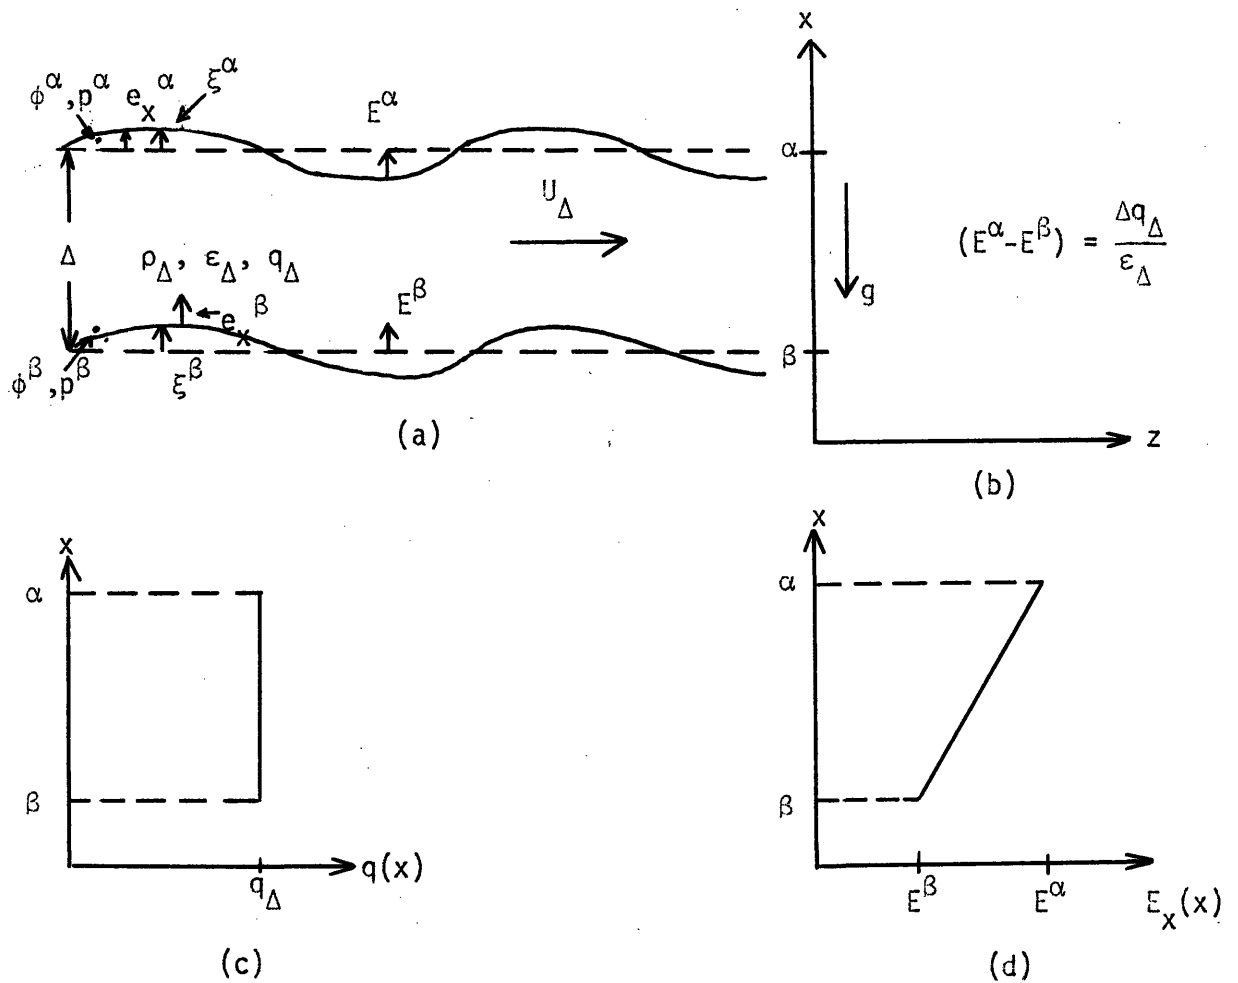 x
ϕ^α, p^α e_x^α ξ^α
E^α
α
U_Δ
Δ
ρ_Δ, ε_Δ, q_Δ
(E^α-E^β) = Δq_Δ / ε_Δ
g
e_x^β
E^β
β
ϕ^β, p^β
ξ^β
(a)
z
(b)
x
α
β
q_Δ
q(x)
(c)
x
α
β
E^β
E^α
E_x(x)
(d)